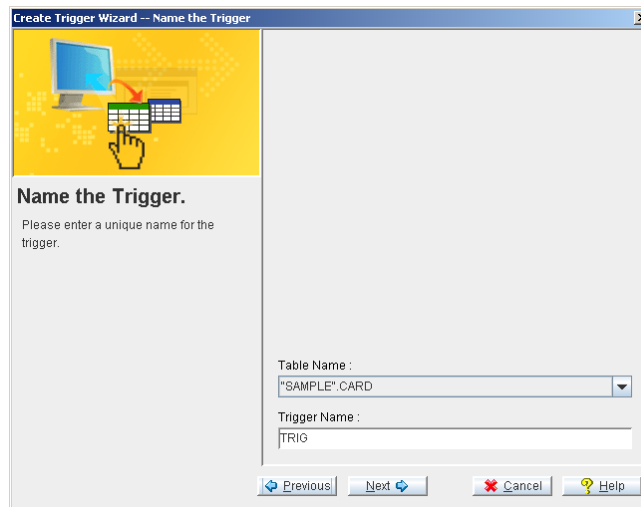 Create Trigger Wizard -- Name the Trigger
Name the Trigger.
Please enter a unique name for the
trigger.
Table Name :
"SAMPLE".CARD
Trigger Name :
TRIG
Previous
Next
Cancel
Help